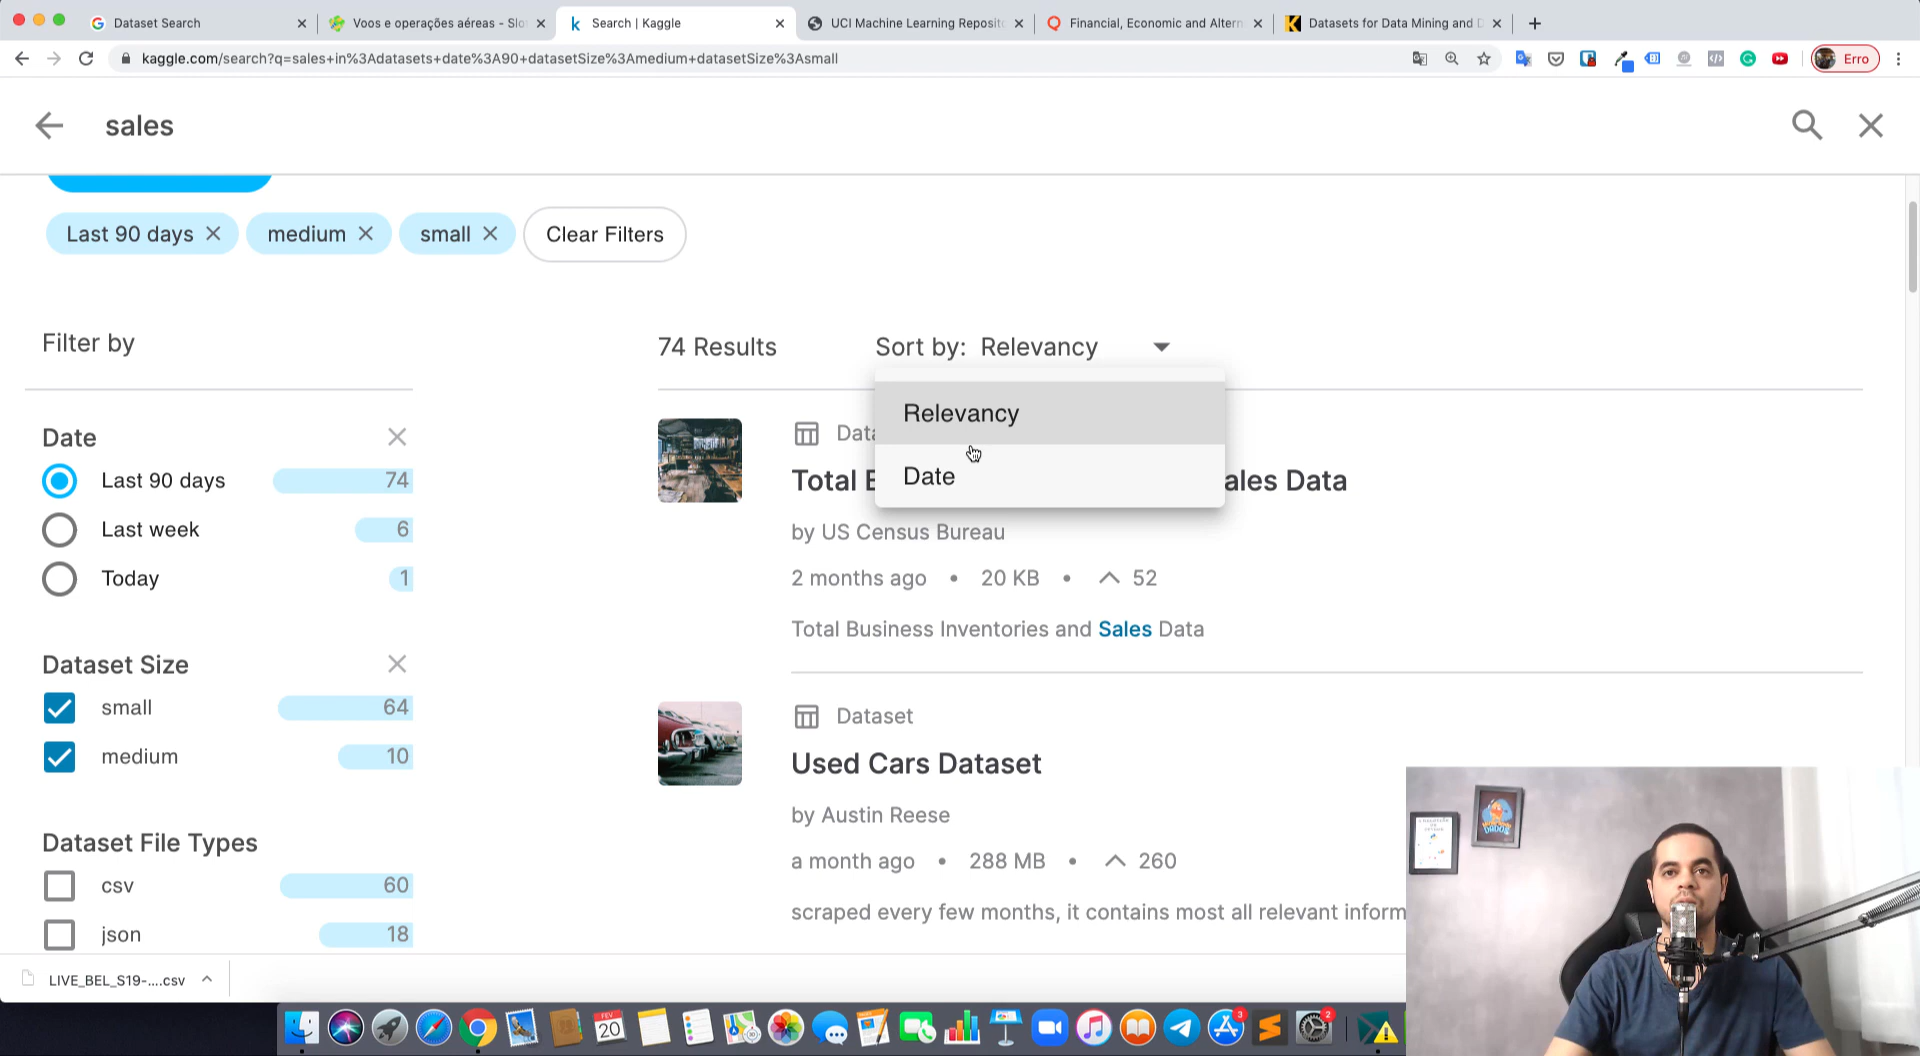 Dataset Search
Voos e operações aéreas - Slo
Search | Kaggle
UCI Machine Learning Reposito
Financial, Economic and Altern
Datasets for Data Mining and D
kaggle.com/search?q=sales+in%3Adatasets+date%3A90+datasetSize%3Amedium+datasetSize%3Asmall
Erro
sales
Last 90 days
medium
small
Clear Filters
Filter by
74 Results
Sort by: Relevancy
Relevancy
Date
Date
Last 90 days 74
Last week 6
Today 1
Data
Total B
ales Data
by US Census Bureau
2 months ago • 20 KB • 52
Total Business Inventories and Sales Data
Dataset Size
small 64
medium 10
Dataset
Used Cars Dataset
by Austin Reese
a month ago • 288 MB • 260
scraped every few months, it contains most all relevant inform
Dataset File Types
csv 60
json 18
LIVE_BEL_S19-....csv
FEV
20
3
2